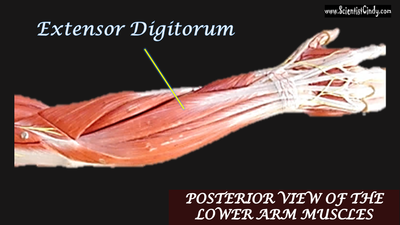 www.ScientistCindy.com
Extensor Digitorum
POSTERIOR VIEW OF THE
LOWER ARM MUSCLES